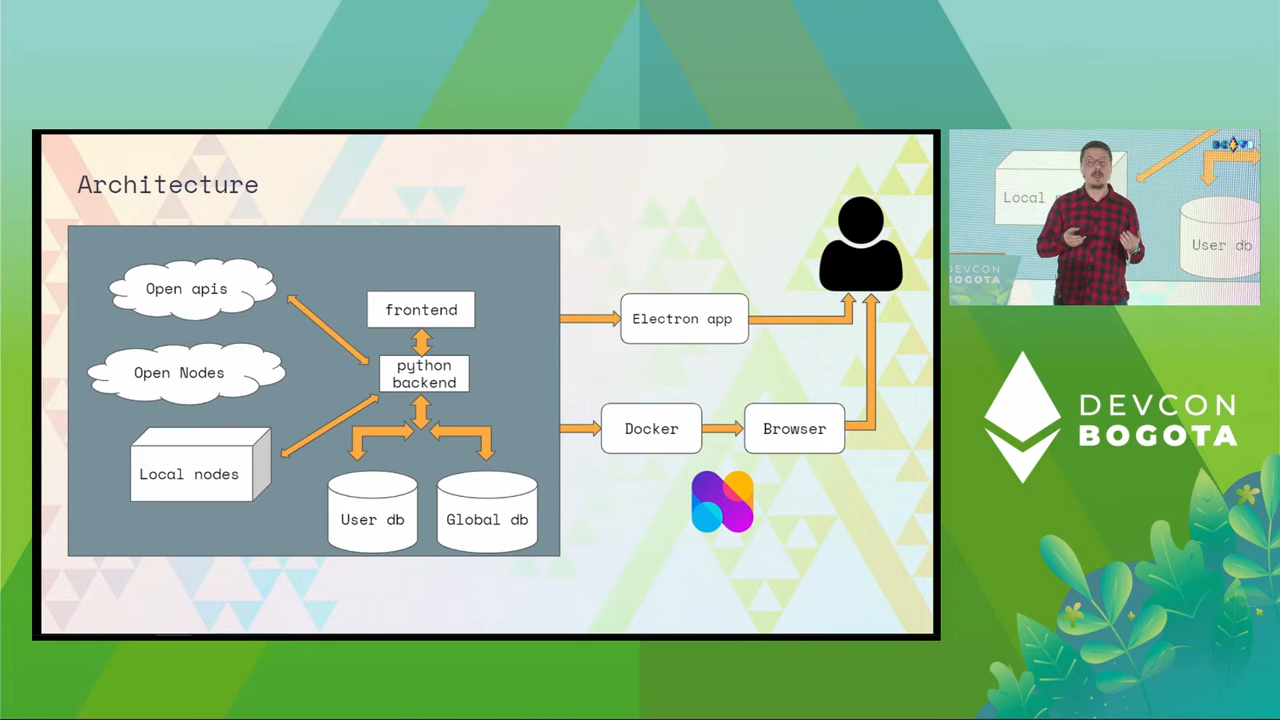 Architecture
Open apis
frontend
Open Nodes
python
backend
Local nodes
User db
Global db
Electron app
Docker
Browser
Local
User db
DEVCON
BOGOTA
DEVCON
BOGOTA